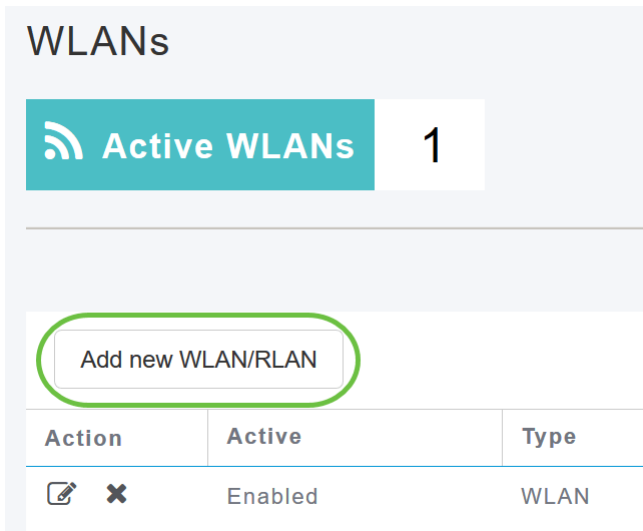 WLANs
Active WLANs 1
Add new WLAN/RLAN
Action Active Type
Enabled WLAN